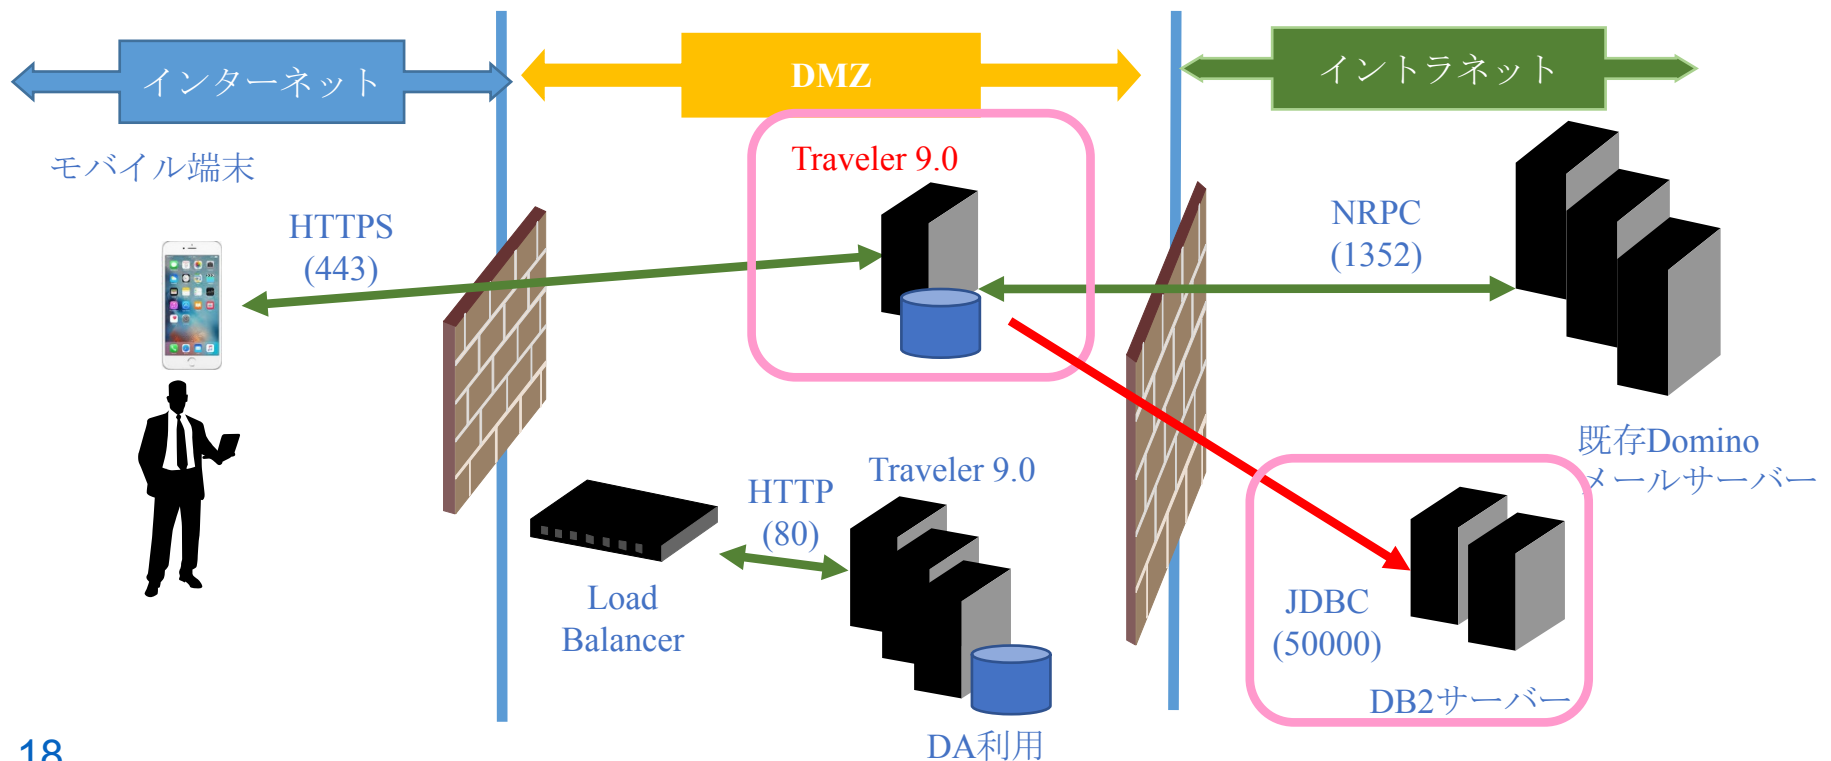 インターネット
DMZ
イントラネット
モバイル端末
Traveler 9.0
HTTPS
(443)
NRPC
(1352)
既存Domino
メールサーバー
Traveler 9.0
HTTP
(80)
Load
Balancer
JDBC
(50000)
DB2サーバー
DA利用
18